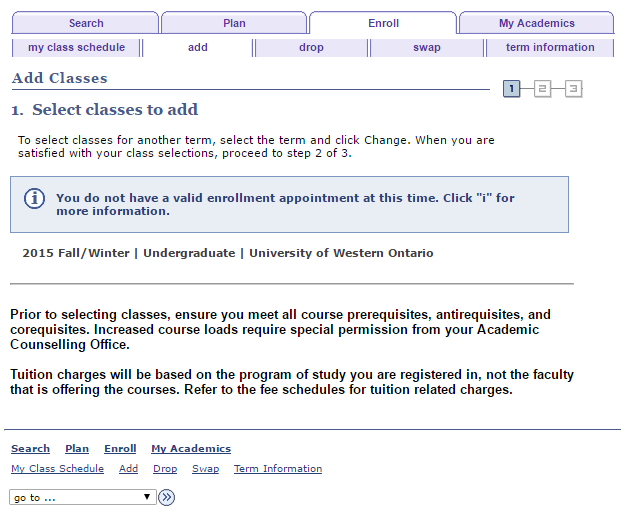 Search Plan Enroll My Academics
my class schedule add drop swap term information
Add Classes
1 2 3
1. Select classes to add
To select classes for another term, select the term and click Change. When you are
satisfied with your class selections, proceed to step 2 of 3.
You do not have a valid enrollment appointment at this time. Click "i" for
more information.
2015 Fall/Winter | Undergraduate | University of Western Ontario
Prior to selecting classes, ensure you meet all course prerequisites, antirequisites, and
corequisites. Increased course loads require special permission from your Academic
Counselling Office.
Tuition charges will be based on the program of study you are registered in, not the faculty
that is offering the courses. Refer to the fee schedules for tuition related charges.
Search Plan Enroll My Academics
My Class Schedule Add Drop Swap Term Information
go to ...